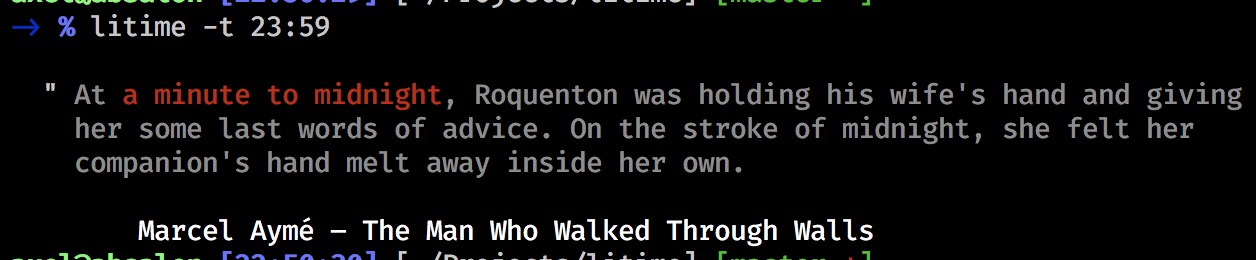 → % litime -t 23:59
" At a minute to midnight, Roquenton was holding his wife's hand and giving
her some last words of advice. On the stroke of midnight, she felt her
companion's hand melt away inside her own.
Marcel Aymé — The Man Who Walked Through Walls